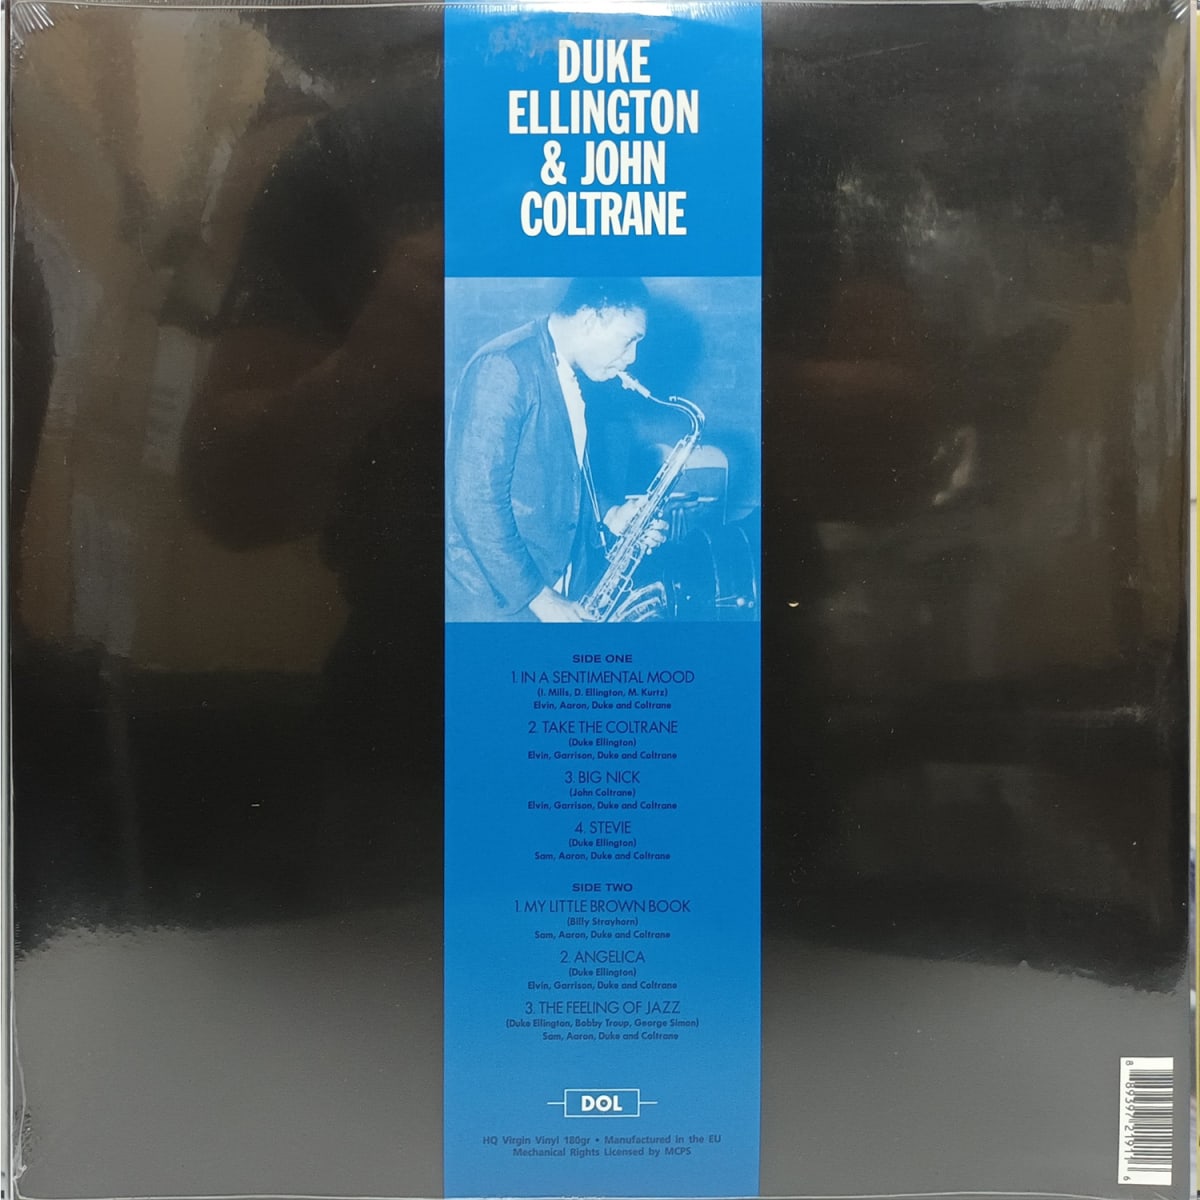 DUKE
ELLINGTON
& JOHN
COLTRANE
SIDE ONE
1. IN A SENTIMENTAL MOOD
(I. Mills, D. Ellington, M. Kurtz)
Elvin, Aaron, Duke and Coltrane
2. TAKE THE COLTRANE
(Duke Ellington)
Elvin, Garrison, Duke and Coltrane
3. BIG NICK
(John Coltrane)
Elvin, Garrison, Duke and Coltrane
4. STEVIE
(Duke Ellington)
Sam, Aaron, Duke and Coltrane
SIDE TWO
1. MY LITTLE BROWN BOOK
(Billy Strayhorn)
Sam, Aaron, Duke and Coltrane
2. ANGELICA
(Duke Ellington)
Elvin, Garrison, Duke and Coltrane
3. THE FEELING OF JAZZ
(Duke Ellington, Bobby Troup, George Simon)
Sam, Aaron, Duke and Coltrane
DOL
HQ Virgin Vinyl 180gr • Manufactured in the EU
Mechanical Rights Licensed by MCPS
8 89397 21911 6